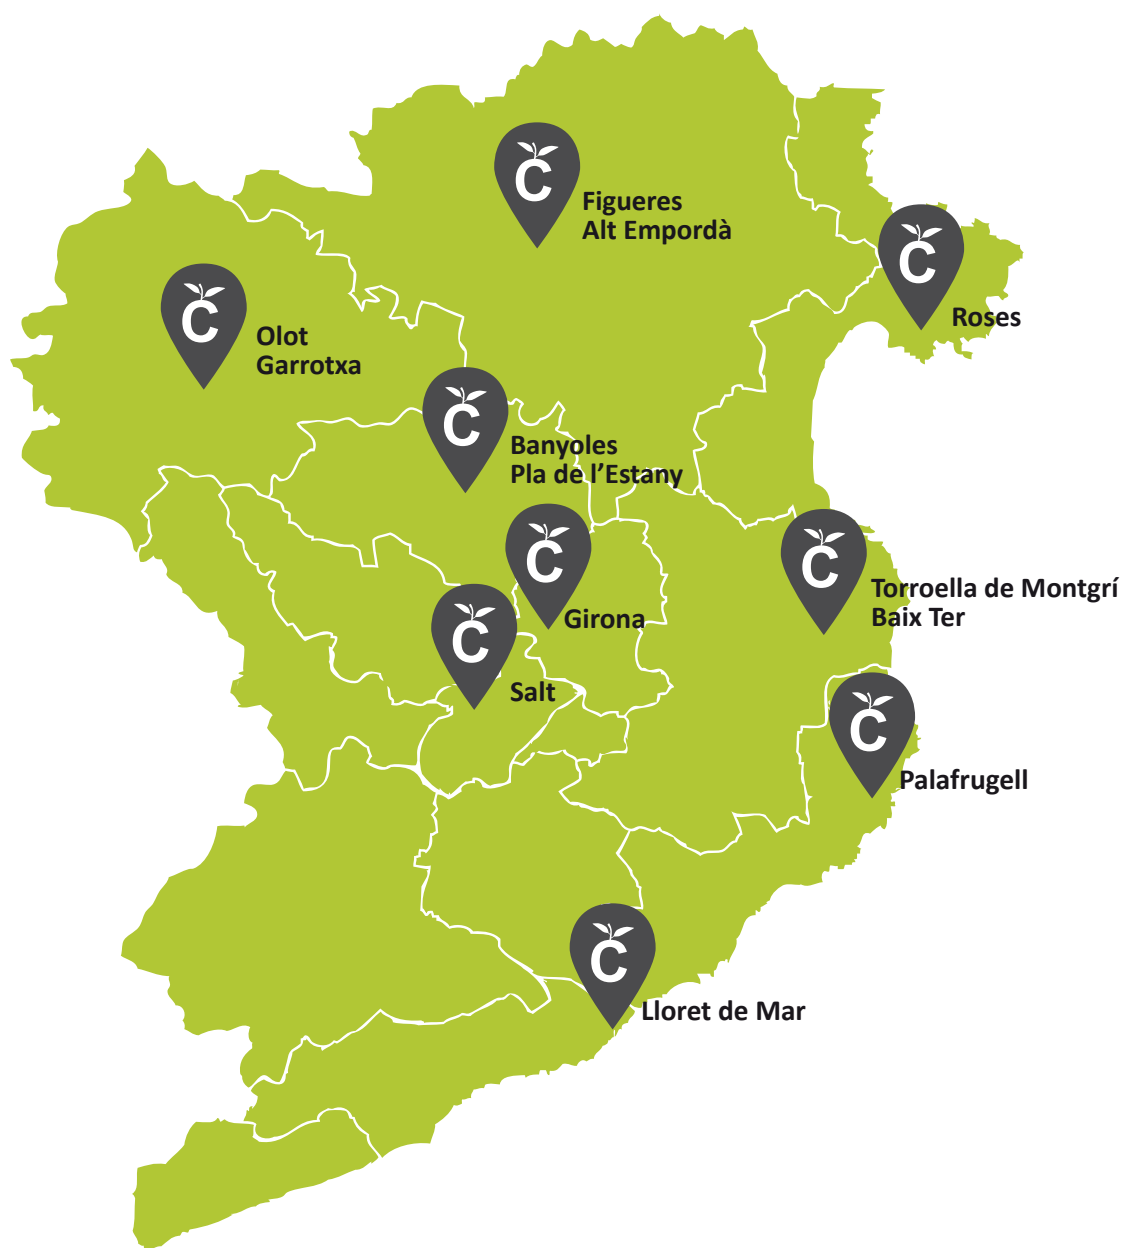 C
Figueres
Alt Empordà
C
Roses
C
Olot
Garrotxa
C
Banyoles
Pla de l’Estany
C
Girona
C
Torroella de Montgrí
Baix Ter
C
Salt
C
Palafrugell
C
Lloret de Mar